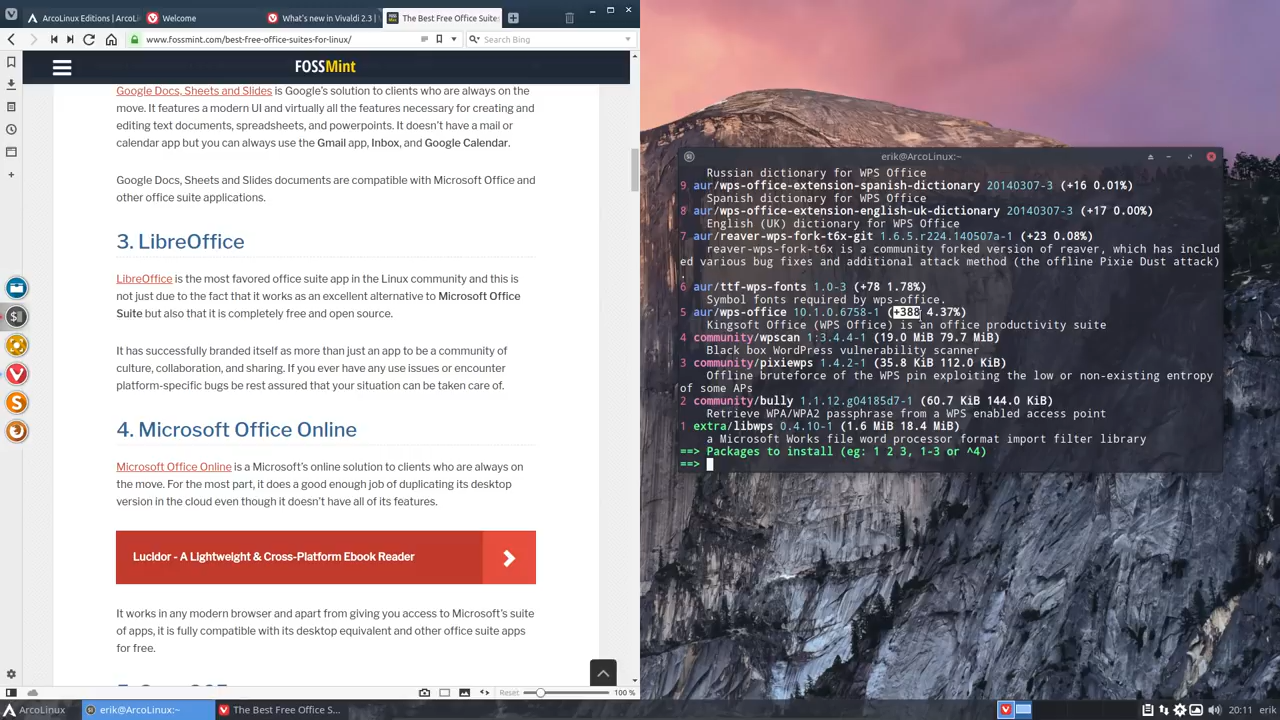 ArcoLinux Editions | ArcoLi
Welcome
What's new in Vivaldi 2.3 |
The Best Free Office Suites
www.fossmint.com/best-free-office-suites-for-linux/
Search Bing
FOSSMint
Google Docs, Sheets and Slides is Google's solution to clients who are always on the
move. It features a modern UI and virtually all the features necessary for creating and
editing text documents, spreadsheets, and powerpoints. It doesn't have a mail or
calendar app but you can always use the Gmail app, Inbox, and Google Calendar.
Google Docs, Sheets and Slides documents are compatible with Microsoft Office and
other office suite applications.
3. LibreOffice
LibreOffice is the most favored office suite app in the Linux community and this is
not just due to the fact that it works as an excellent alternative to Microsoft Office
Suite but also that it is completely free and open source.
It has successfully branded itself as more than just an app to be a community of
culture, collaboration, and sharing. If you ever have any use issues or encounter
platform-specific bugs be rest assured that your situation can be taken care of.
4. Microsoft Office Online
Microsoft Office Online is a Microsoft's online solution to clients who are always on
the move. For the most part, it does a good enough job of duplicating its desktop
version in the cloud even though it doesn't have all of its features.
Lucidor - A Lightweight & Cross-Platform Ebook Reader
It works in any modern browser and apart from giving you access to Microsoft's suite
of apps, it is fully compatible with its desktop equivalent and other office suite apps
for free.
Reset
100 %
erik@ArcoLinux:~
Russian dictionary for WPS Office
9 aur/wps-office-extension-spanish-dictionary 20140307-3 (+16 0.01%)
Spanish dictionary for WPS Office
8 aur/wps-office-extension-english-uk-dictionary 20140307-3 (+17 0.00%)
English (UK) dictionary for WPS Office
7 aur/reaver-wps-fork-t6x-git 1.6.5.r224.140507a-1 (+23 0.08%)
reaver-wps-fork-t6x is a community forked version of reaver, which has includ
ed various bug fixes and additional attack method (the offline Pixie Dust attack)
.
6 aur/ttf-wps-fonts 1.0-3 (+78 1.78%)
Symbol fonts required by wps-office.
5 aur/wps-office 10.1.0.6758-1 (+388 4.37%)
Kingsoft Office (WPS Office) is an office productivity suite
4 community/wpscan 1:3.4.4-1 (19.0 MiB 79.7 MiB)
Black box WordPress vulnerability scanner
3 community/pixiewps 1.4.2-1 (35.8 KiB 112.0 KiB)
Offline bruteforce of the WPS pin exploiting the low or non-existing entropy
of some APs
2 community/bully 1.1.12.g04185d7-1 (60.7 KiB 144.0 KiB)
Retrieve WPA/WPA2 passphrase from a WPS enabled access point
1 extra/libwps 0.4.10-1 (1.6 MiB 18.4 MiB)
a Microsoft Works file word processor format import filter library
==> Packages to install (eg: 1 2 3, 1-3 or ^4)
==>
ArcoLinux
erik@ArcoLinux:~
The Best Free Office S...
20:11
erik